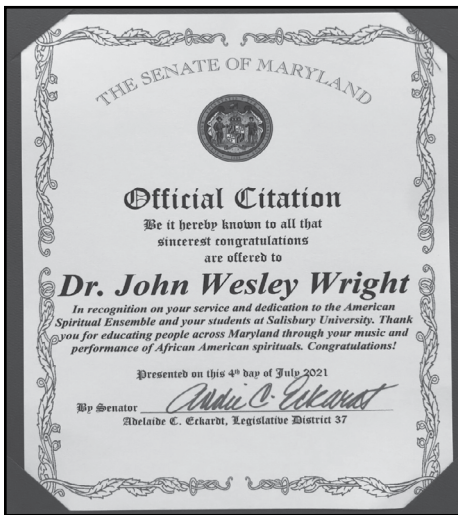 THE SENATE OF MARYLAND
Official Citation
Be it hereby known to all that
sincerest congratulations
are offered to
Dr. John Wesley Wright
In recognition on your service and dedication to the American
Spiritual Ensemble and your students at Salisbury University. Thank
you for educating people across Maryland through your music and
performance of African American spirituals. Congratulations!
Presented on this 4th day of July 2021
By Senator Addie C. Eckardt
Adelaide C. Eckardt, Legislative District 37